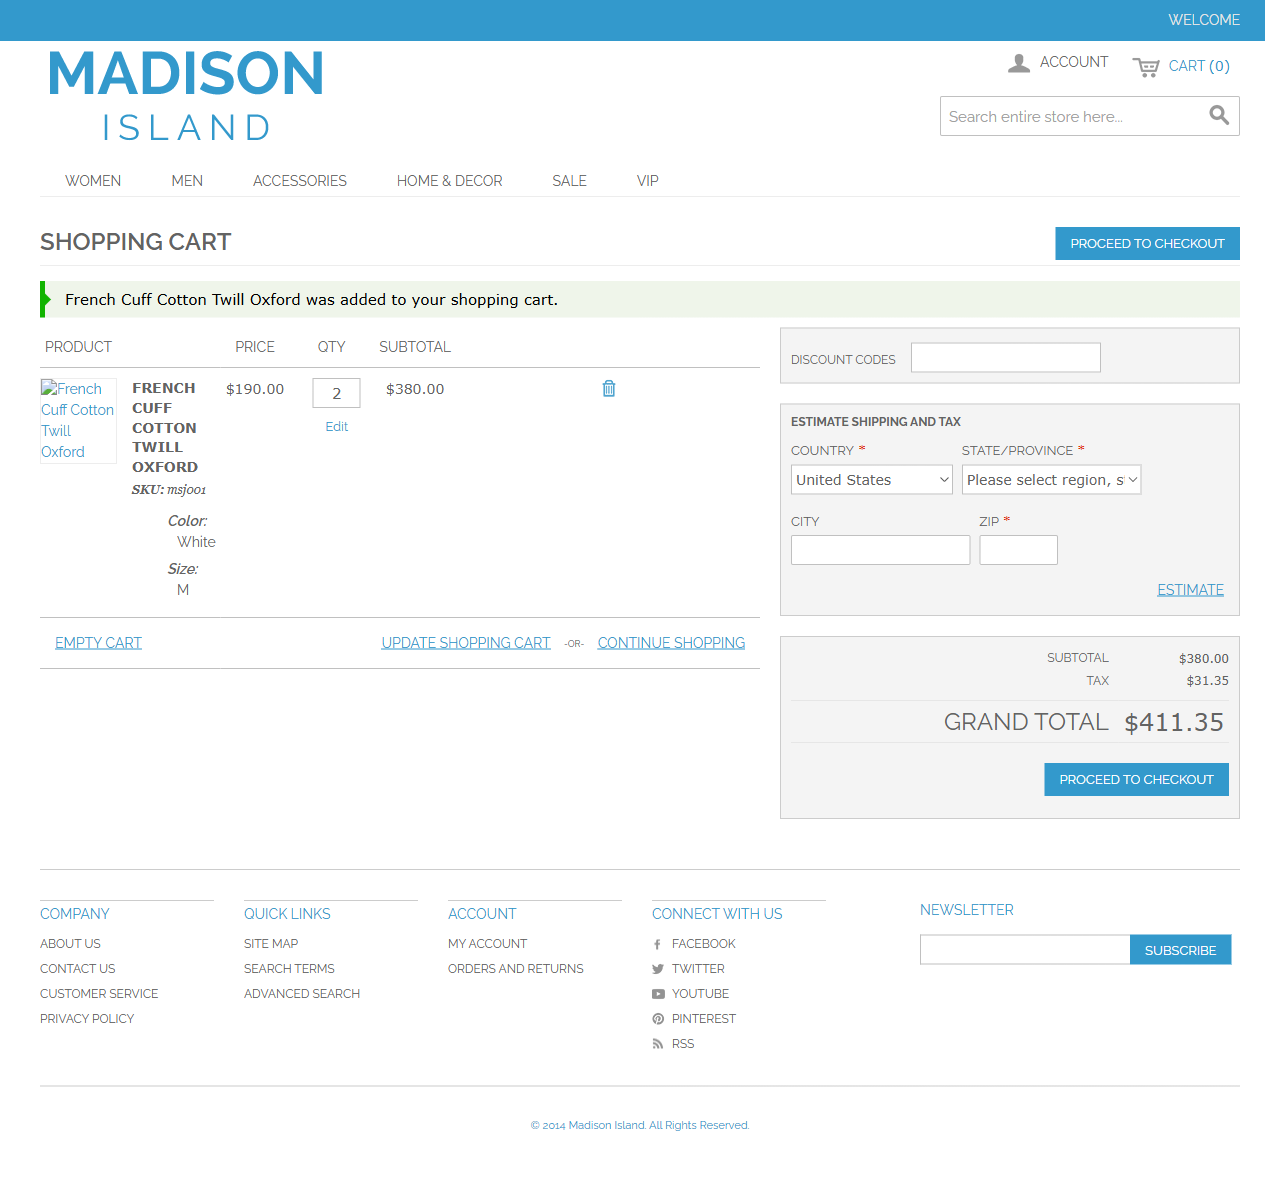 WELCOME
MADISON
ISLAND
ACCOUNT
CART (0)
Search entire store here...
WOMEN MEN ACCESSORIES HOME & DECOR SALE VIP
SHOPPING CART
PROCEED TO CHECKOUT
French Cuff Cotton Twill Oxford was added to your shopping cart.
PRODUCT PRICE QTY SUBTOTAL
French
Cuff Cotton
Twill
Oxford
FRENCH
CUFF
COTTON
TWILL
OXFORD
SKU: msj001
Color:
White
Size:
M
$190.00
2
Edit
$380.00
EMPTY CART
UPDATE SHOPPING CART -OR- CONTINUE SHOPPING
DISCOUNT CODES
ESTIMATE SHIPPING AND TAX
COUNTRY * STATE/PROVINCE *
United States Please select region, s
CITY ZIP *
ESTIMATE
SUBTOTAL $380.00
TAX $31.35
GRAND TOTAL $411.35
PROCEED TO CHECKOUT
COMPANY
ABOUT US
CONTACT US
CUSTOMER SERVICE
PRIVACY POLICY
QUICK LINKS
SITE MAP
SEARCH TERMS
ADVANCED SEARCH
ACCOUNT
MY ACCOUNT
ORDERS AND RETURNS
CONNECT WITH US
FACEBOOK
TWITTER
YOUTUBE
PINTEREST
RSS
NEWSLETTER
SUBSCRIBE
© 2014 Madison Island. All Rights Reserved.